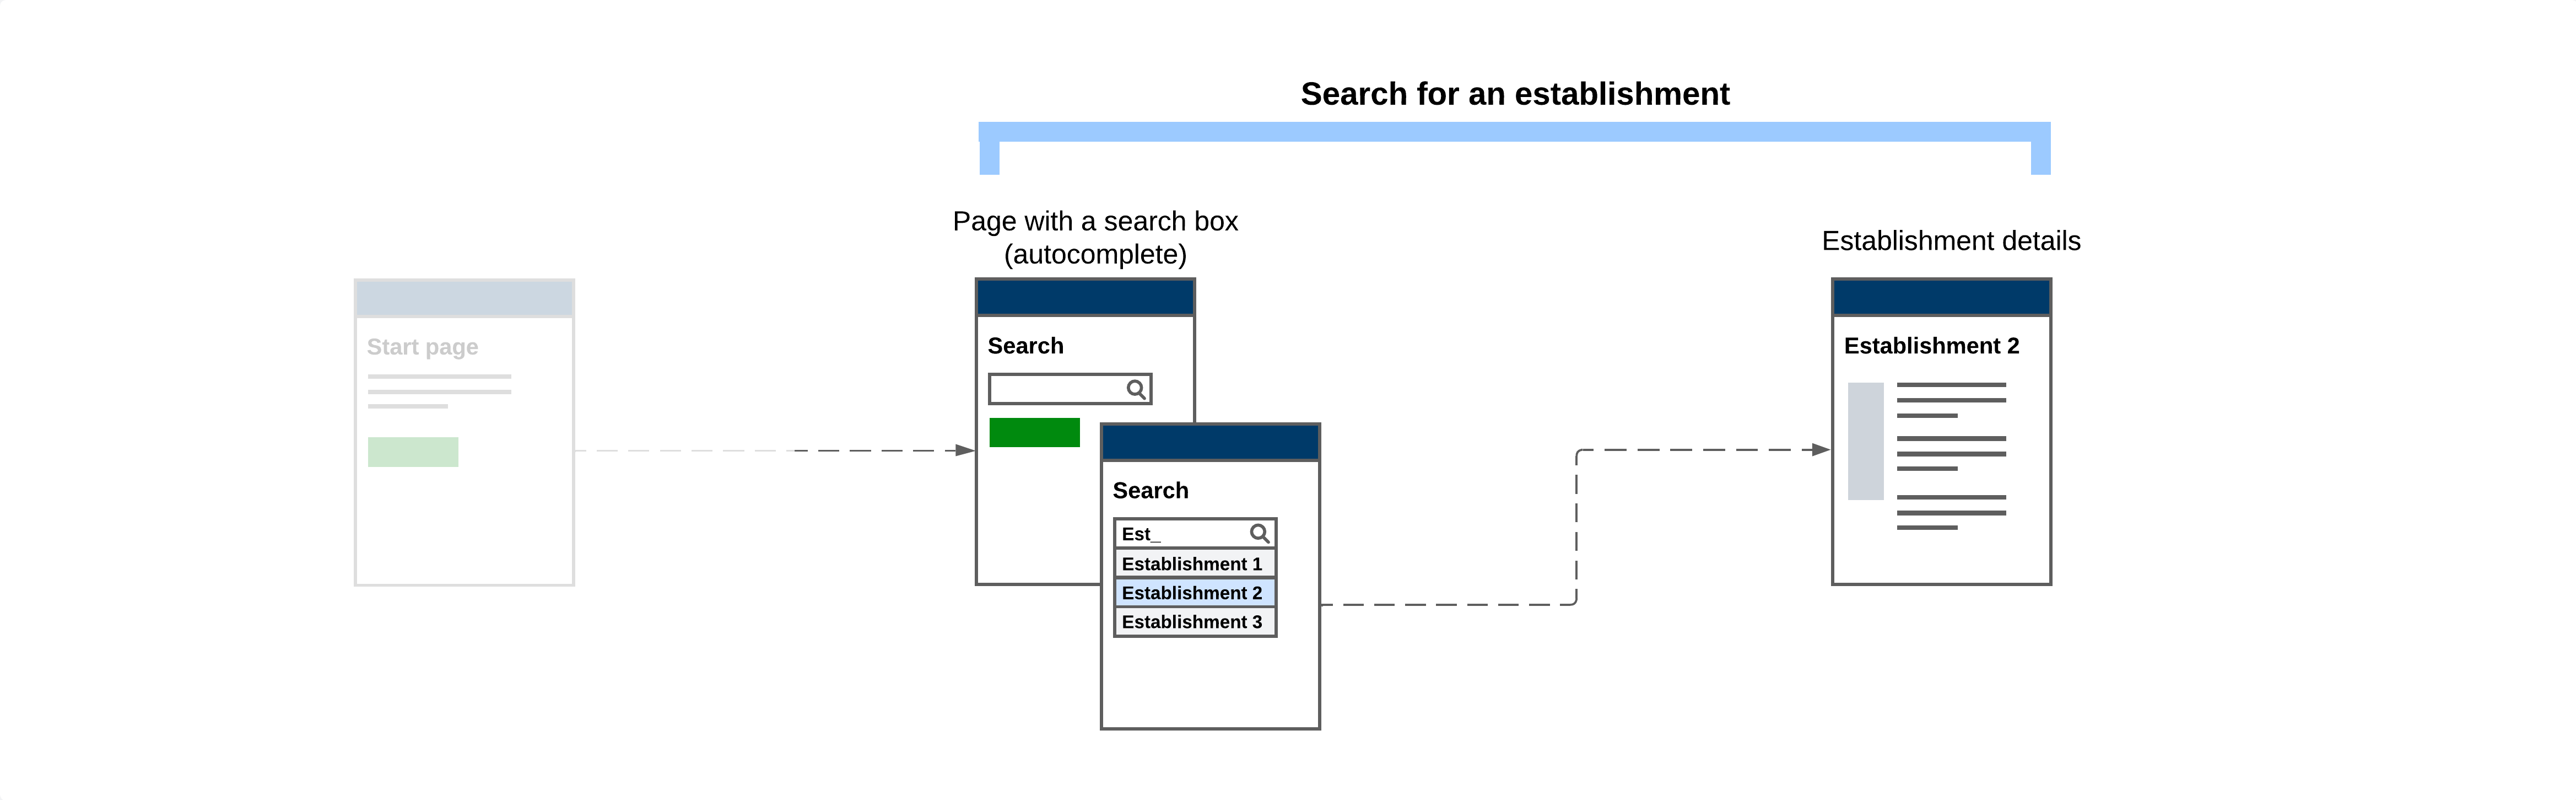 Search for an establishment
Page with a search box
(autocomplete)
Establishment details
Start page
Search
Search
Est_
Establishment 1
Establishment 2
Establishment 3
Establishment 2